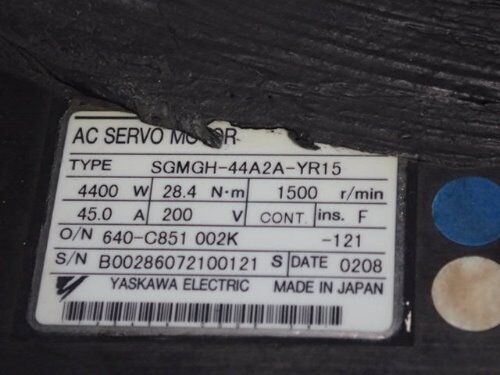 AC SERVO MOTOR
TYPE SGMGH-44A2A-YR15
4400 W 28.4 N·m 1500 r/min
45.0 A 200 V CONT. ins. F
O/N 640-C851 002K -121
S/N B00286072100121 S DATE 0208
YASKAWA ELECTRIC MADE IN JAPAN